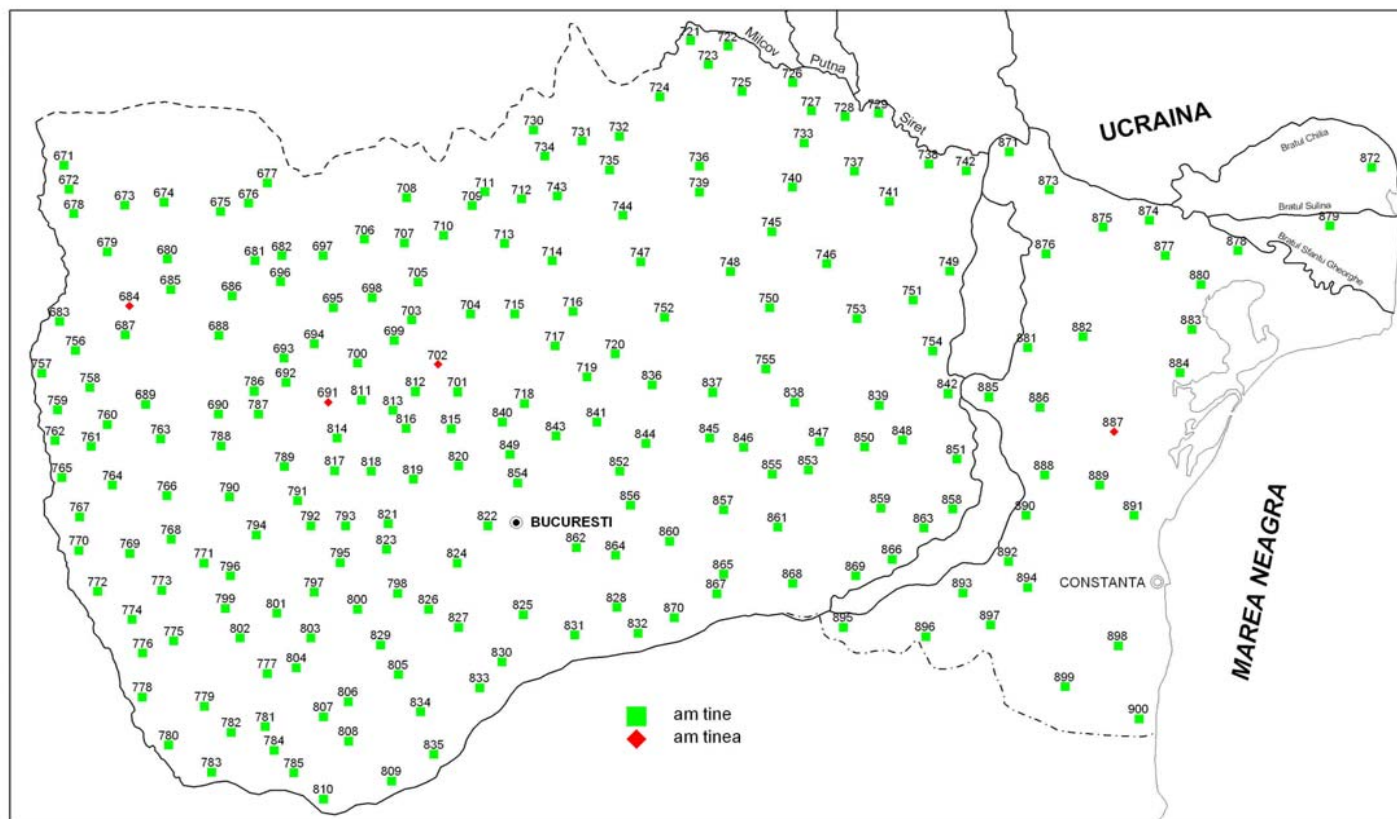 721 722 Milcov
723
Putna
724 725 726
727 728 729
Siret
UCRAINA
730 731 732 733
734 735 736 737 738 742 871
Bratul Chilia
872
671
672
673 674 675 676 677
678
708 709 711 712 743
739 740 741
873
874 875
Bratul Sulina
879
679 680 681 682 697 706 707 710 713 714
744 745 746 747 748 749
876 877 878
Bratul Sfantu Gheorghe
880
684 685 686 696 695 698 705
683 687 688 694 699 703 704 715 716
752 750 753 751
881 882 883
756 693 700 702 717 720 754
884
757 758 692 719 755
759 760 689 690 786 787 691 811 812 813 701
718 836 837 838 839 842 885 886
887
762 761 763 788 814 816 815 840 841 843 844 845 846 847 850 848
849 851
765 764 766 789 790 817 818 819 820 854 852 855 853
888 889
767 791 856 857 859 858
890 891
770 769 768 794 792 793 821 822 BUCURESTI
860 861 863
771 795 823 824 862 864
866 892
772 773 796 797 798 865 867 868 869
893 894 CONSTANTA
774 799 801 800 826 825 828 870
776 775 802 803 829 827 831 832
895 896 897 898
MAREA NEAGRA
777 804 805 830
778 779 806 833
899
780 782 781 807 834
am tine
900
783 784 808 835
am tinea
785 809
810